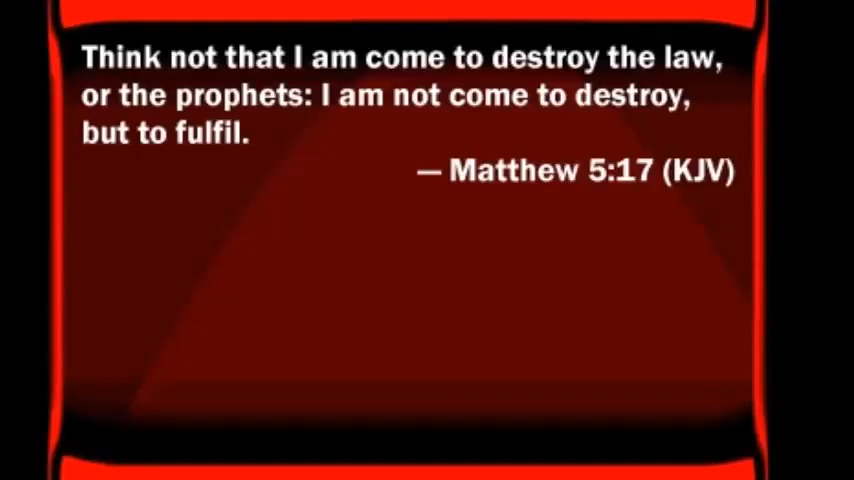 Think not that I am come to destroy the law,
or the prophets: I am not come to destroy,
but to fulfil.
— Matthew 5:17 (KJV)